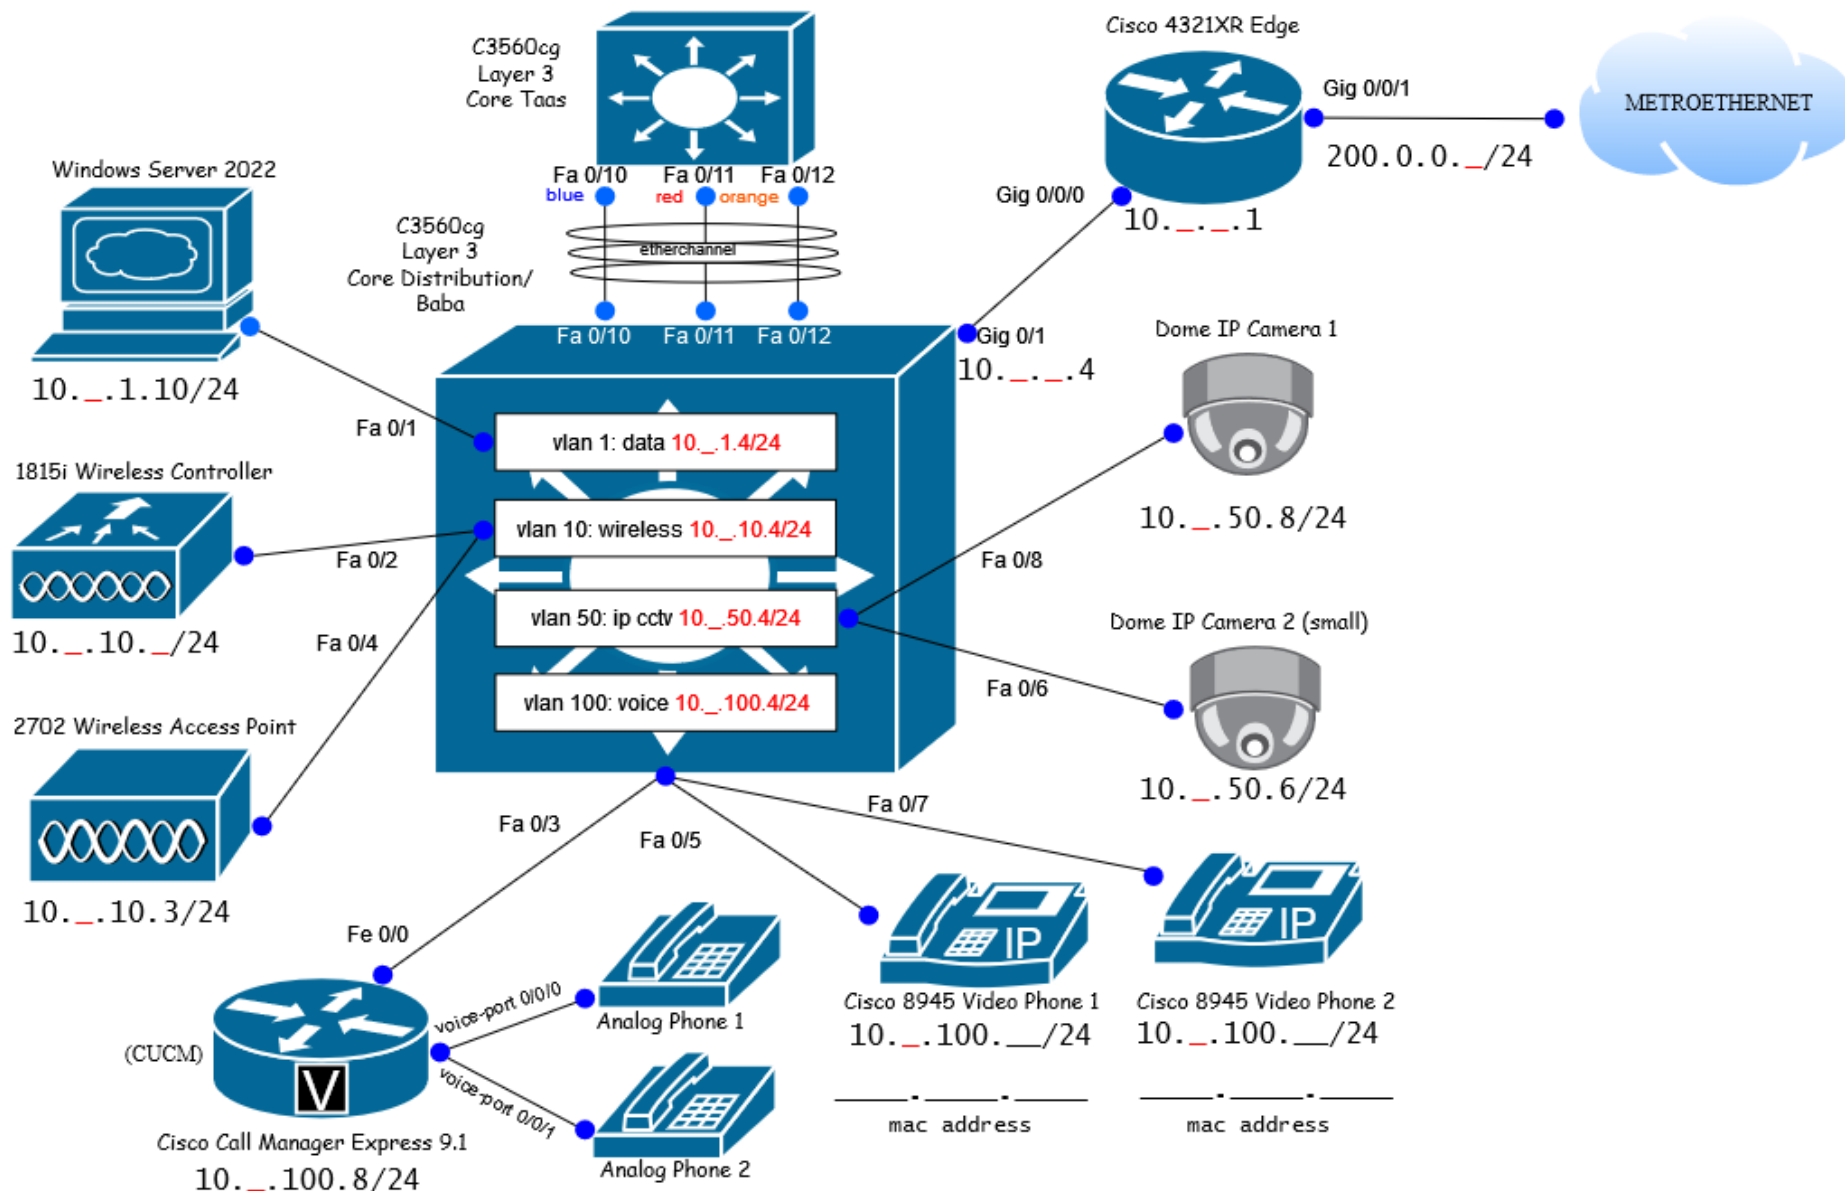 C3560cg
Layer 3
Core Taas
Cisco 4321XR Edge
Gig 0/0/1
METROETHERNET
200.0.0._/24
Gig 0/0/0
10._._.1
Fa 0/10
Fa 0/11
Fa 0/12
blue
red
orange
Windows Server 2022
C3560cg
Layer 3
Core Distribution/
Baba
etherchannel
Fa 0/10
Fa 0/11
Fa 0/12
Gig 0/1
10._._.4
10._.1.10/24
Fa 0/1
vlan 1: data 10._.1.4/24
Dome IP Camera 1
10._.50.8/24
1815i Wireless Controller
Fa 0/2
vlan 10: wireless 10._.10.4/24
Fa 0/8
10._.10._/24
Fa 0/4
vlan 50: ip cctv 10._.50.4/24
Dome IP Camera 2 (small)
Fa 0/6
10._.50.6/24
vlan 100: voice 10._.100.4/24
2702 Wireless Access Point
10._.10.3/24
Fa 0/3
Fa 0/5
Fa 0/7
Fe 0/0
(CUCM)
V
voice-port 0/0/0
voice-port 0/0/1
Analog Phone 1
Analog Phone 2
Cisco Call Manager Express 9.1
10._.100.8/24
IP
Cisco 8945 Video Phone 1
10._.100.__/24
____.____.____
mac address
IP
Cisco 8945 Video Phone 2
10._.100.__/24
____.____.____
mac address